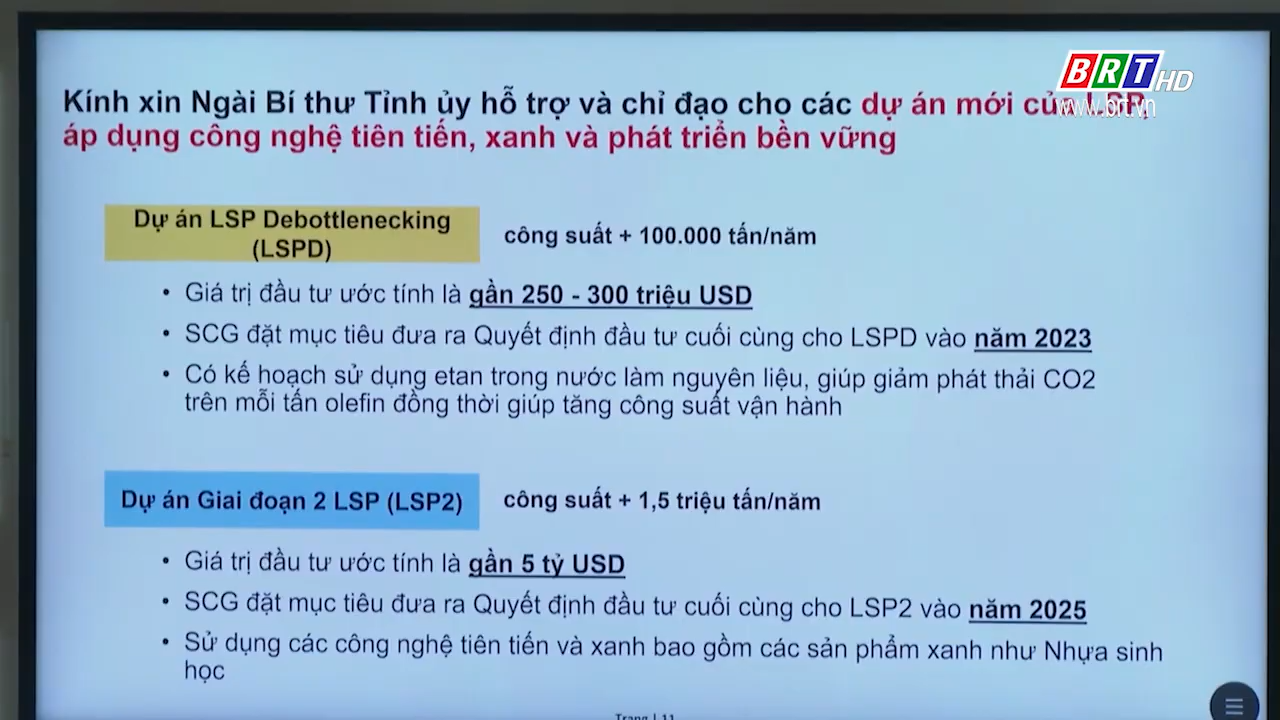 BRT HD
www.brt.vn
Kính xin Ngài Bí thư Tỉnh ủy hỗ trợ và chỉ đạo cho các dự án mới của LSP,
áp dụng công nghệ tiên tiến, xanh và phát triển bền vững
Dự án LSP Debottlenecking
(LSPD)
công suất + 100.000 tấn/năm
• Giá trị đầu tư ước tính là gần 250 - 300 triệu USD
• SCG đặt mục tiêu đưa ra Quyết định đầu tư cuối cùng cho LSPD vào năm 2023
• Có kế hoạch sử dụng etan trong nước làm nguyên liệu, giúp giảm phát thải CO2
trên mỗi tấn olefin đồng thời giúp tăng công suất vận hành
Dự án Giai đoạn 2 LSP (LSP2)
công suất + 1,5 triệu tấn/năm
• Giá trị đầu tư ước tính là gần 5 tỷ USD
• SCG đặt mục tiêu đưa ra Quyết định đầu tư cuối cùng cho LSP2 vào năm 2025
• Sử dụng các công nghệ tiên tiến và xanh bao gồm các sản phẩm xanh như Nhựa sinh
học
Trang | 11